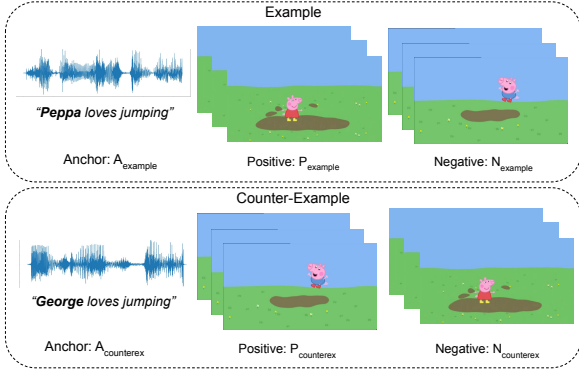 Example
"Peppa loves jumping"
Anchor: A_example
Positive: P_example
Negative: N_example
Counter-Example
"George loves jumping"
Anchor: A_counterex
Positive: P_counterex
Negative: N_counterex